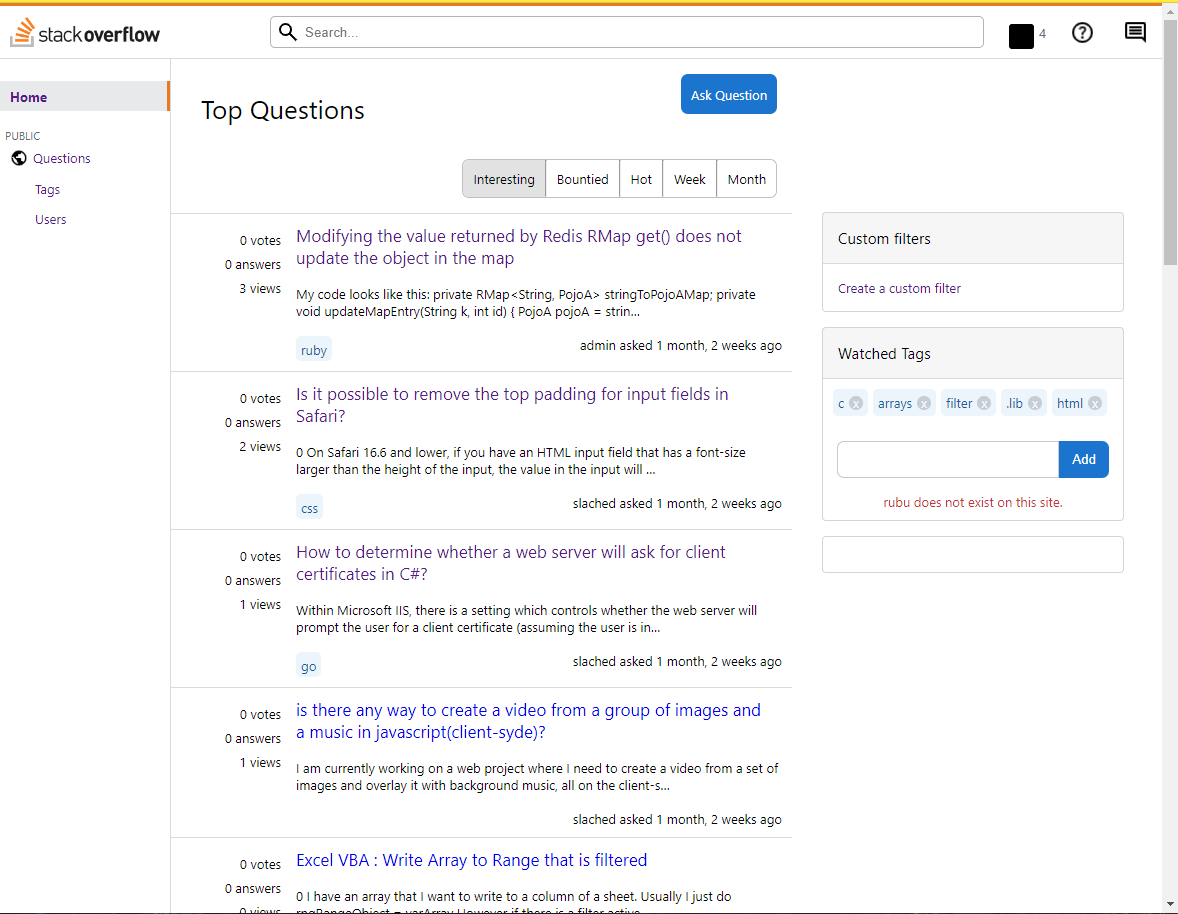 stackoverflow
Search...
4
Home
PUBLIC
Questions
Tags
Users
Top Questions
Ask Question
Interesting Bountied Hot Week Month
0 votes
0 answers
3 views
Modifying the value returned by Redis RMap get() does not
update the object in the map
My code looks like this: private RMap<String, PojoA> stringToPojoAMap; private
void updateMapEntry(String k, int id) { PojoA pojoA = strin...
ruby
admin asked 1 month, 2 weeks ago
0 votes
0 answers
2 views
Is it possible to remove the top padding for input fields in
Safari?
0 On Safari 16.6 and lower, if you have an HTML input field that has a font-size
larger than the height of the input, the value in the input will ...
css
slached asked 1 month, 2 weeks ago
0 votes
0 answers
1 views
How to determine whether a web server will ask for client
certificates in C#?
Within Microsoft IIS, there is a setting which controls whether the web server will
prompt the user for a client certificate (assuming the user is in...
go
slached asked 1 month, 2 weeks ago
0 votes
0 answers
1 views
is there any way to create a video from a group of images and
a music in javascript(client-syde)?
I am currently working on a web project where I need to create a video from a set of
images and overlay it with background music, all on the client-s...
slached asked 1 month, 2 weeks ago
0 votes
0 answers
0 views
Excel VBA : Write Array to Range that is filtered
0 I have an array that I want to write to a column of a sheet. Usually I just do
rngRangeObject = varArray However if there is a filter active
Custom filters
Create a custom filter
Watched Tags
c x arrays x filter x .lib x html x
Add
rubu does not exist on this site.